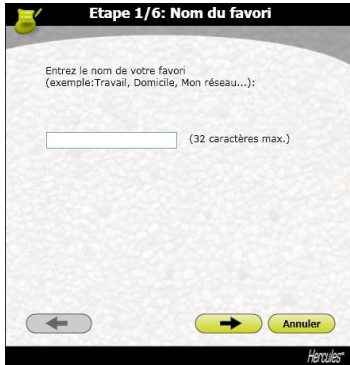 Etape 1/6: Nom du favori
Entrez le nom de votre favori
(exemple:Travail, Domicile, Mon réseau...):
(32 caractères max.)
Annuler
Hercules